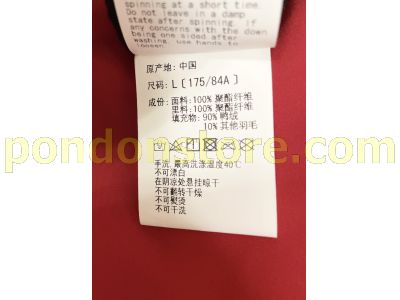 spinning at a short time.
Do not leave in a damp
state after spinning. If
any concerns with the down
being one sided after
washing, use hands to
loosen.
原产地: 中国
尺码: L (175/84A)
成份: 面料:100% 聚酯纤维
里料:100% 聚酯纤维
填充物: 90% 鸭绒
10% 其他羽毛
pondonstore.com
手洗, 最高洗涤温度40℃
不可漂白
在阴凉处悬挂晾干
不可翻转干燥
不可熨烫
不可干洗